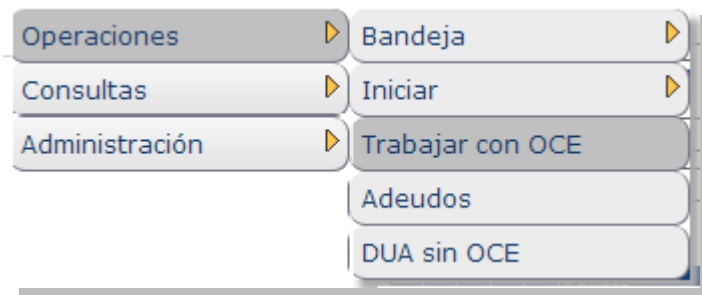 Operaciones
Consultas
Administración
Bandeja
Iniciar
Trabajar con OCE
Adeudos
DUA sin OCE